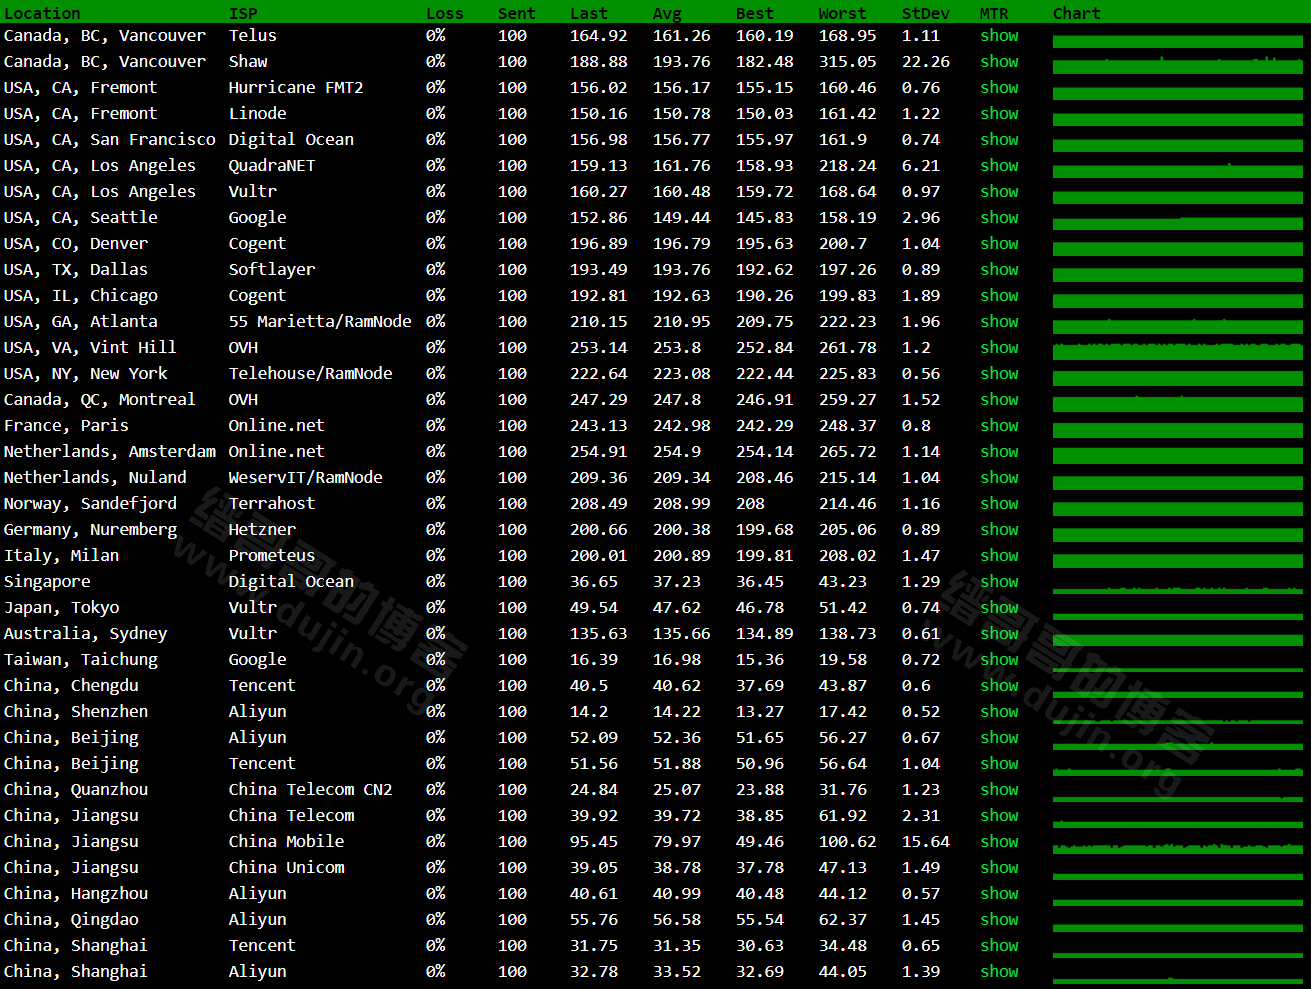 Location ISP Loss Sent Last Avg Best Worst StDev MTR Chart
Canada, BC, Vancouver Telus 0% 100 164.92 161.26 160.19 168.95 1.11 show
Canada, BC, Vancouver Shaw 0% 100 188.88 193.76 182.48 315.05 22.26 show
USA, CA, Fremont Hurricane FMT2 0% 100 156.02 156.17 155.15 160.46 0.76 show
USA, CA, Fremont Linode 0% 100 150.16 150.78 150.03 161.42 1.22 show
USA, CA, San Francisco Digital Ocean 0% 100 156.98 156.77 155.97 161.9 0.74 show
USA, CA, Los Angeles QuadraNET 0% 100 159.13 161.76 158.93 218.24 6.21 show
USA, CA, Los Angeles Vultr 0% 100 160.27 160.48 159.72 168.64 0.97 show
USA, CA, Seattle Google 0% 100 152.86 149.44 145.83 158.19 2.96 show
USA, CO, Denver Cogent 0% 100 196.89 196.79 195.63 200.7 1.04 show
USA, TX, Dallas Softlayer 0% 100 193.49 193.76 192.62 197.26 0.89 show
USA, IL, Chicago Cogent 0% 100 192.81 192.63 190.26 199.83 1.89 show
USA, GA, Atlanta 55 Marietta/RamNode 0% 100 210.15 210.95 209.75 222.23 1.96 show
USA, VA, Vint Hill OVH 0% 100 253.14 253.8 252.84 261.78 1.2 show
USA, NY, New York Telehouse/RamNode 0% 100 222.64 223.08 222.44 225.83 0.56 show
Canada, QC, Montreal OVH 0% 100 247.29 247.8 246.91 259.27 1.52 show
France, Paris Online.net 0% 100 243.13 242.98 242.29 248.37 0.8 show
Netherlands, Amsterdam Online.net 0% 100 254.91 254.9 254.14 265.72 1.14 show
Netherlands, Nuland WeservIT/RamNode 0% 100 209.36 209.34 208.46 215.14 1.04 show
Norway, Sandefjord Terrahost 0% 100 208.49 208.99 208 214.46 1.16 show
Germany, Nuremberg Hetzner 0% 100 200.66 200.38 199.68 205.06 0.89 show
Italy, Milan Prometeus 0% 100 200.01 200.89 199.81 208.02 1.47 show
Singapore Digital Ocean 0% 100 36.65 37.23 36.45 43.23 1.29 show
Japan, Tokyo Vultr 0% 100 49.54 47.62 46.78 51.42 0.74 show
Australia, Sydney Vultr 0% 100 135.63 135.66 134.89 138.73 0.61 show
Taiwan, Taichung Google 0% 100 16.39 16.98 15.36 19.58 0.72 show
China, Chengdu Tencent 0% 100 40.5 40.62 37.69 43.87 0.6 show
China, Shenzhen Aliyun 0% 100 14.2 14.22 13.27 17.42 0.52 show
China, Beijing Aliyun 0% 100 52.09 52.36 51.65 56.27 0.67 show
China, Beijing Tencent 0% 100 51.56 51.88 50.96 56.64 1.04 show
China, Quanzhou China Telecom CN2 0% 100 24.84 25.07 23.88 31.76 1.23 show
China, Jiangsu China Telecom 0% 100 39.92 39.72 38.85 61.92 2.31 show
China, Jiangsu China Mobile 0% 100 95.45 79.97 49.46 100.62 15.64 show
China, Jiangsu China Unicom 0% 100 39.05 38.78 37.78 47.13 1.49 show
China, Hangzhou Aliyun 0% 100 40.61 40.99 40.48 44.12 0.57 show
China, Qingdao Aliyun 0% 100 55.76 56.58 55.54 62.37 1.45 show
China, Shanghai Tencent 0% 100 31.75 31.35 30.63 34.48 0.65 show
China, Shanghai Aliyun 0% 100 32.78 33.52 32.69 44.05 1.39 show
缙哥哥的博客
www.dujin.org
缙哥哥的博客
www.dujin.org